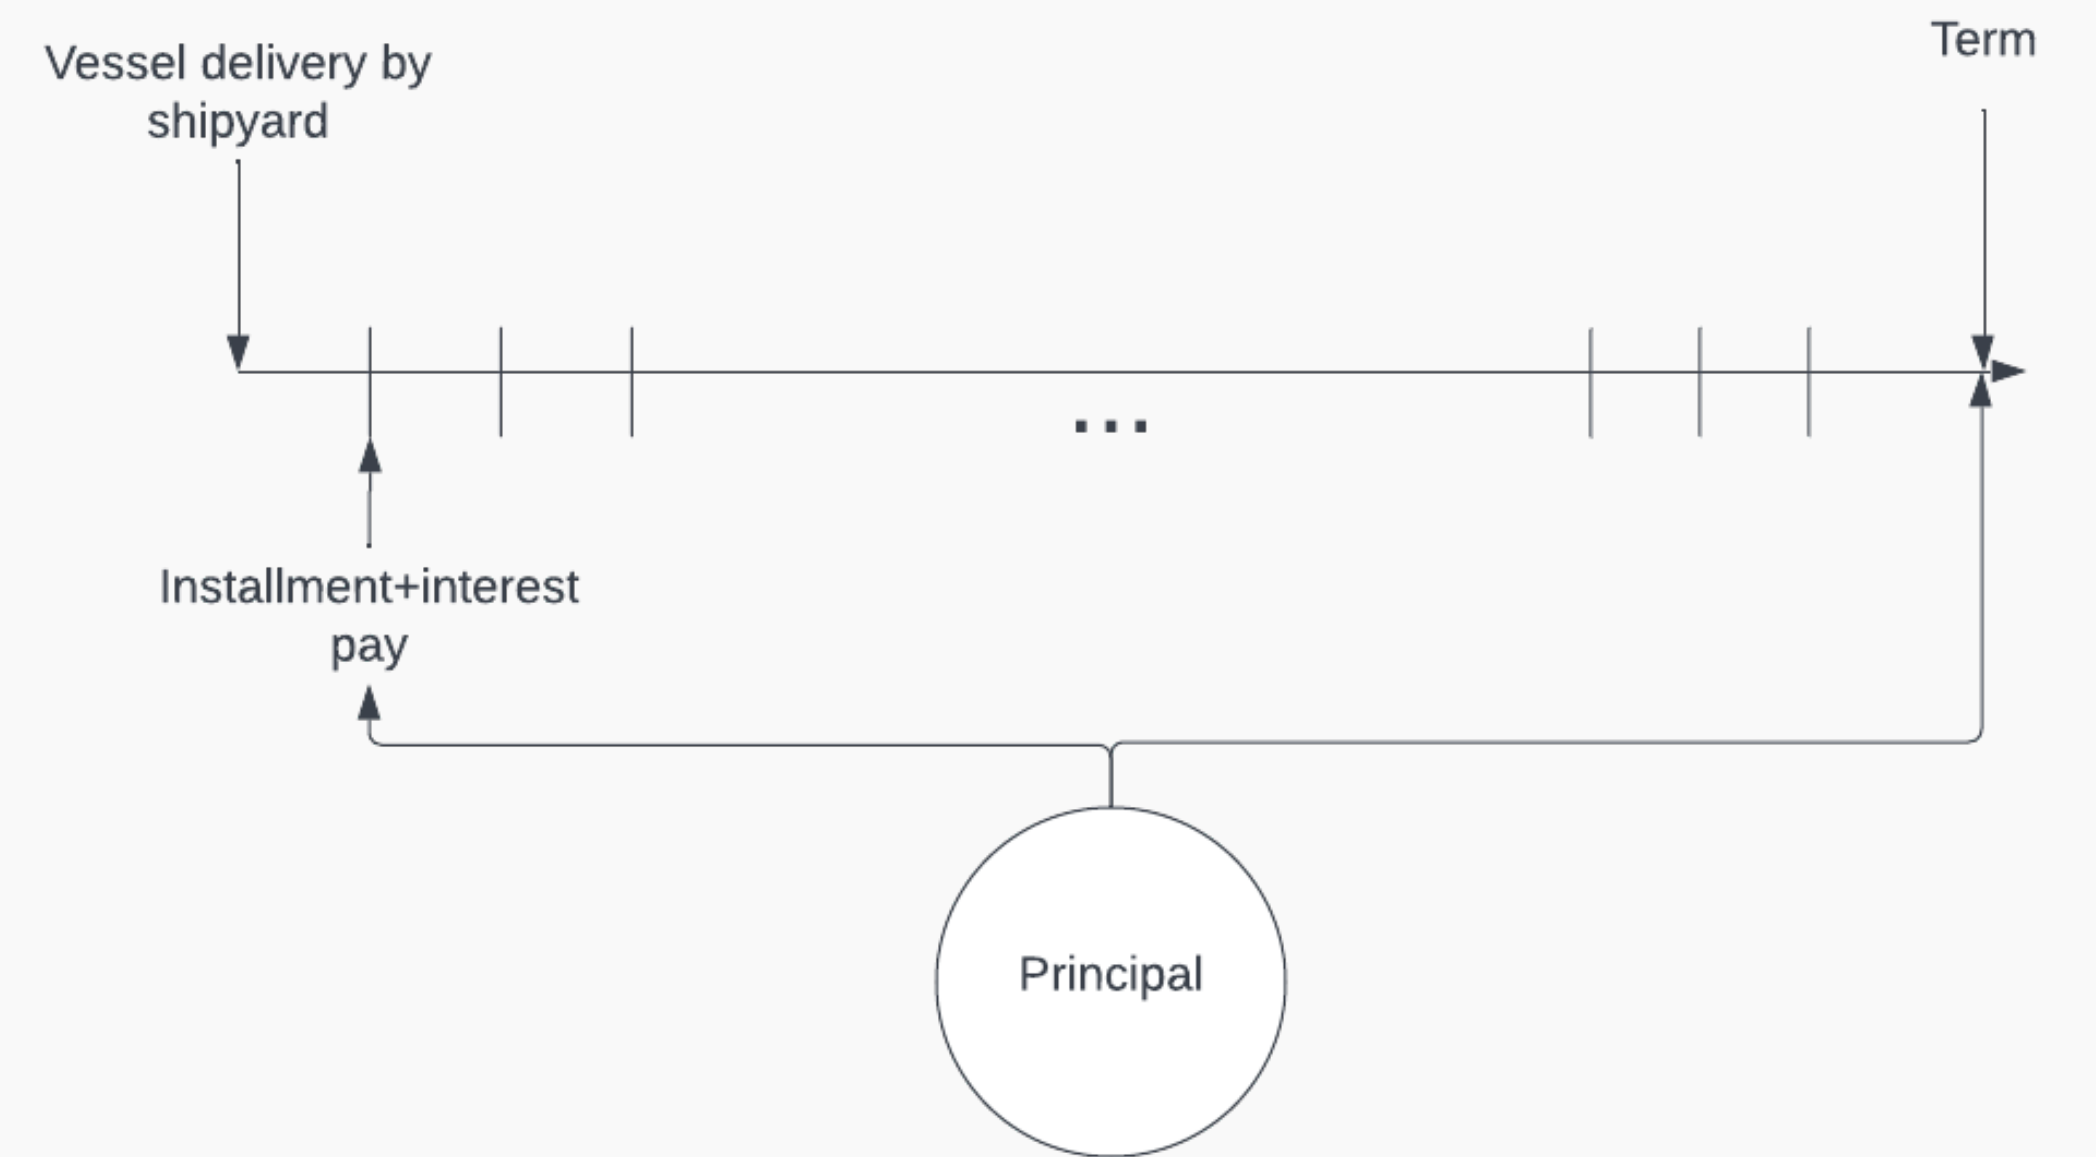 Vessel delivery by
shipyard
Term
...
Installment+interest
pay
Principal